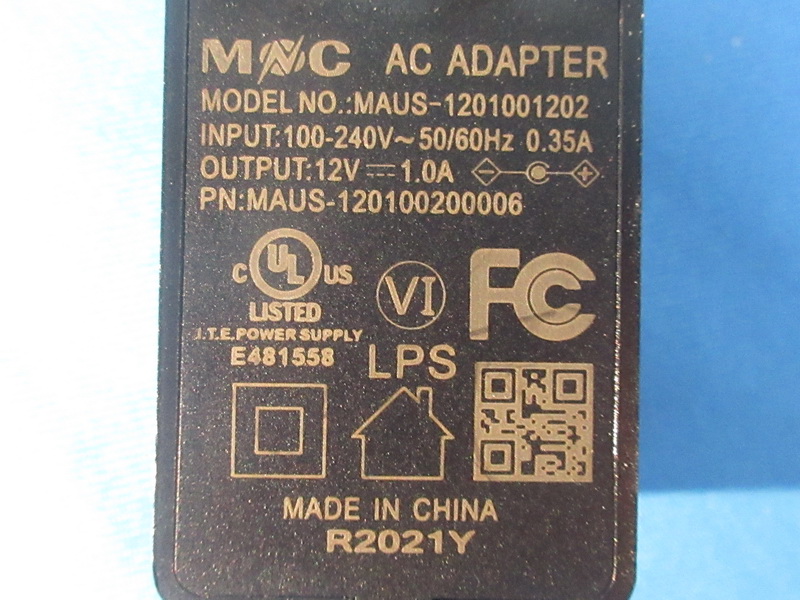 MNC AC ADAPTER
MODEL NO.:MAUS-1201001202
INPUT:100-240V~50/60Hz 0.35A
OUTPUT:12V⎓1.0A
PN:MAUS-120100200006
C UL US
LISTED
I.T.E.POWER SUPPLY
E481558
VI
FC
LPS
MADE IN CHINA
R2021Y